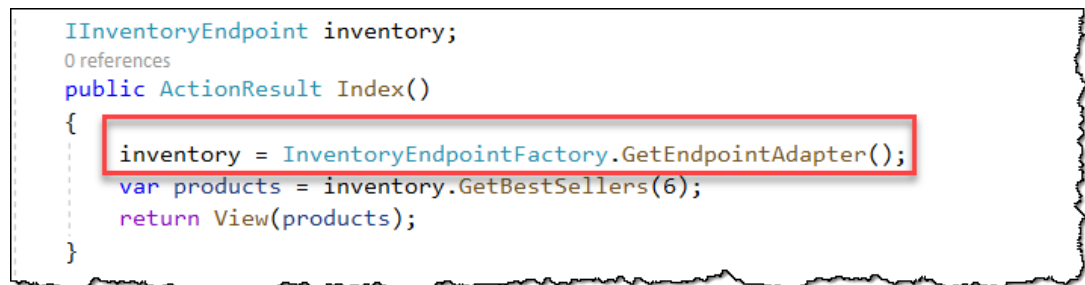 IInventoryEndpoint inventory;
0 references
public ActionResult Index()
{
inventory = InventoryEndpointFactory.GetEndpointAdapter();
var products = inventory.GetBestSellers(6);
return View(products);
}